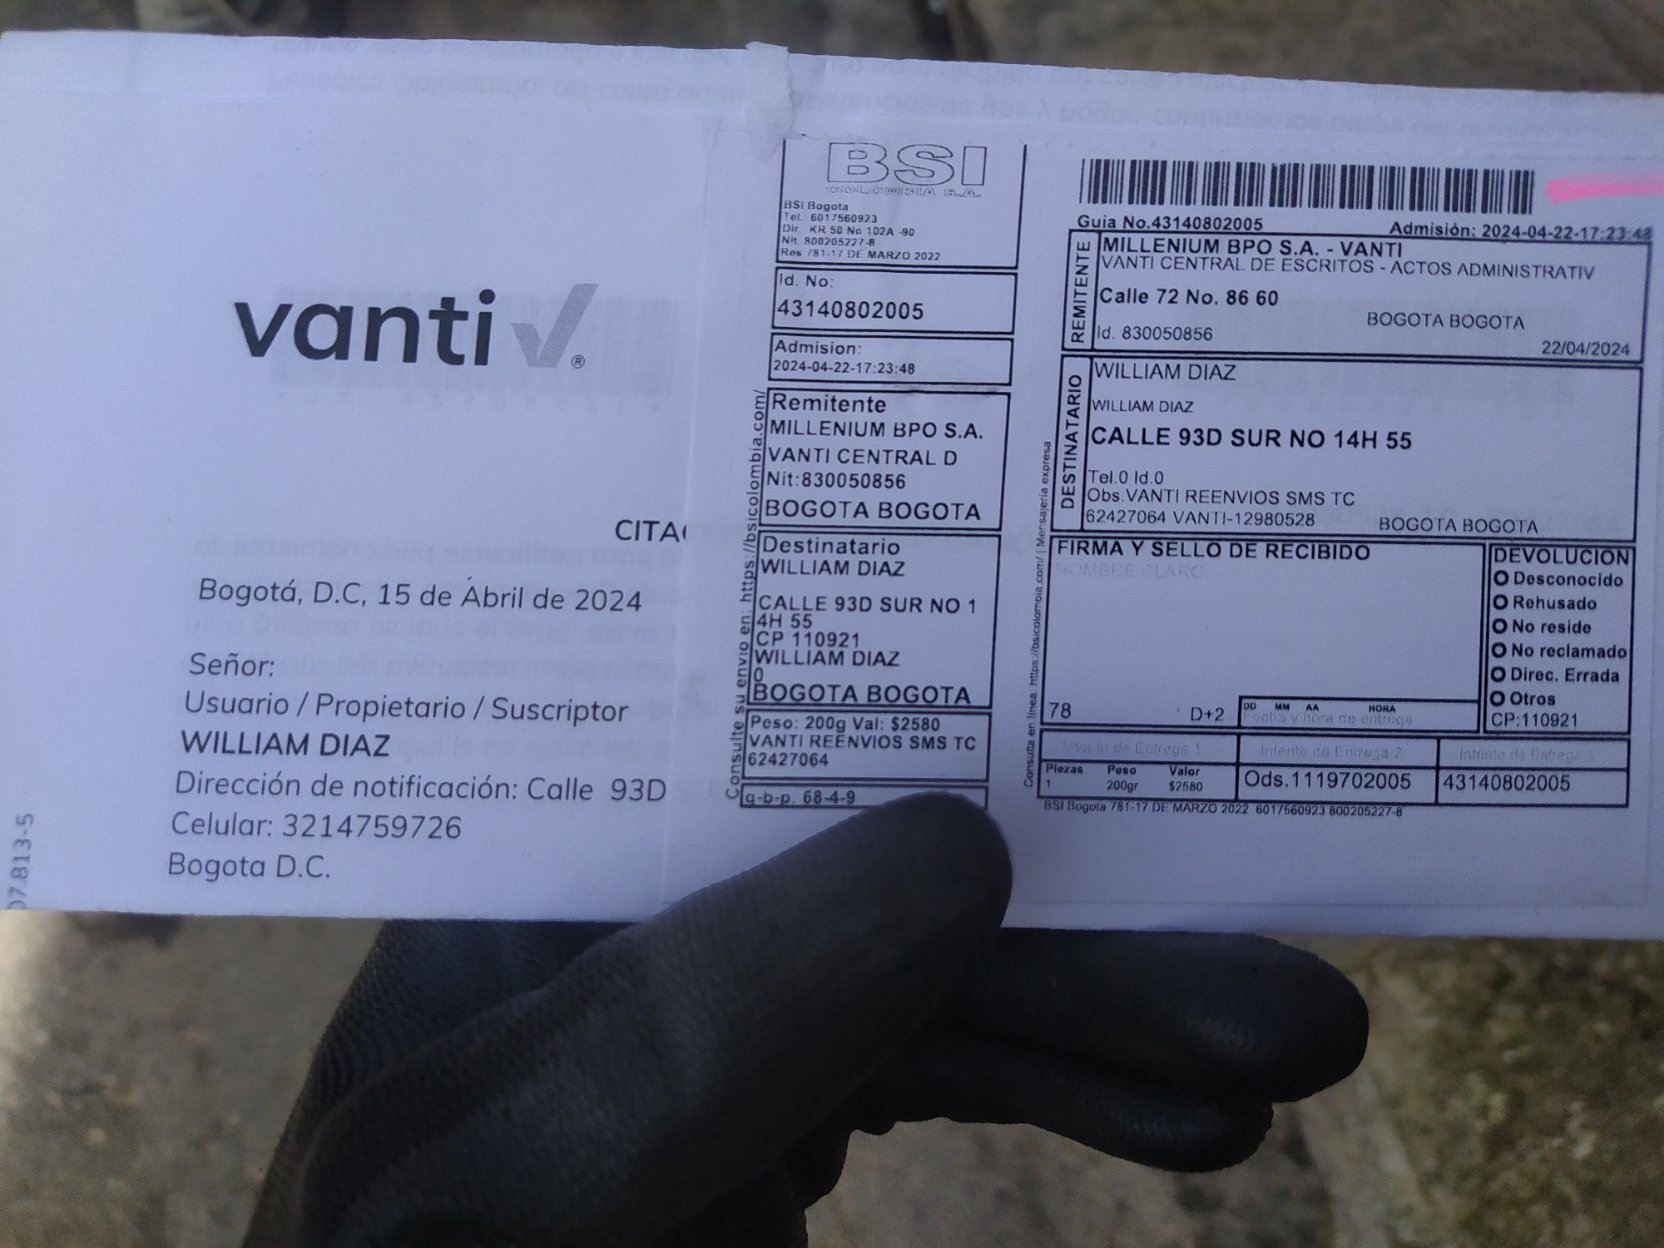 vanti
®
CITA
Bogotá, D.C, 15 de Ábril de 2024
Señor:
Usuario / Propietario / Suscriptor
WILLIAM DIAZ
Dirección de notificación: Calle 93D
Celular: 3214759726
Bogota D.C.
07.813-5
BSI
COLOMBIA S.A.
BSI Bogota
Tel. 6017560923
Dir. KR 50 No 102A -90
Nit. 800205227-8
Res 781-17 DE MARZO 2022
Id. No:
43140802005
Admision:
2024-04-22-17:23:48
Remitente
MILLENIUM BPO S.A.
VANTI CENTRAL D
Nit:830050856
BOGOTA BOGOTA
Destinatario
WILLIAM DIAZ
CALLE 93D SUR NO 1
4H 55
CP 110921
WILLIAM DIAZ
0
BOGOTA BOGOTA
Peso: 200g Val: $2580
VANTI REENVIOS SMS TC
62427064
g-b-p. 68-4-9
Consulte su envio en: https://bsicolombia.com/
Guia No.43140802005
Admisión: 2024-04-22-17:23:48
REMITENTE
MILLENIUM BPO S.A. - VANTI
VANTI CENTRAL DE ESCRITOS - ACTOS ADMINISTRATIV
Calle 72 No. 86 60
BOGOTA BOGOTA
Id. 830050856
22/04/2024
DESTINATARIO
WILLIAM DIAZ
WILLIAM DIAZ
CALLE 93D SUR NO 14H 55
Tel.0 Id.0
Obs.VANTI REENVIOS SMS TC
62427064 VANTI-12980528 BOGOTA BOGOTA
Consulta en linea: https://bsicolombia.com/ | Mensajería expresa
FIRMA Y SELLO DE RECIBIDO
NOMBRE CLARO
78
D+2
DD MM AA HORA
Fecha y hora de entrega
DEVOLUCION
Desconocido
Rehusado
No reside
No reclamado
Direc. Errada
Otros
CP:110921
Intento de Entrega 1
Intento de Entrega 2
Intento de Entrega 3
Piezas Peso Valor
1 200gr $2580
Ods.1119702005
43140802005
BSI Bogota 781-17 DE MARZO 2022 6017560923 800205227-8